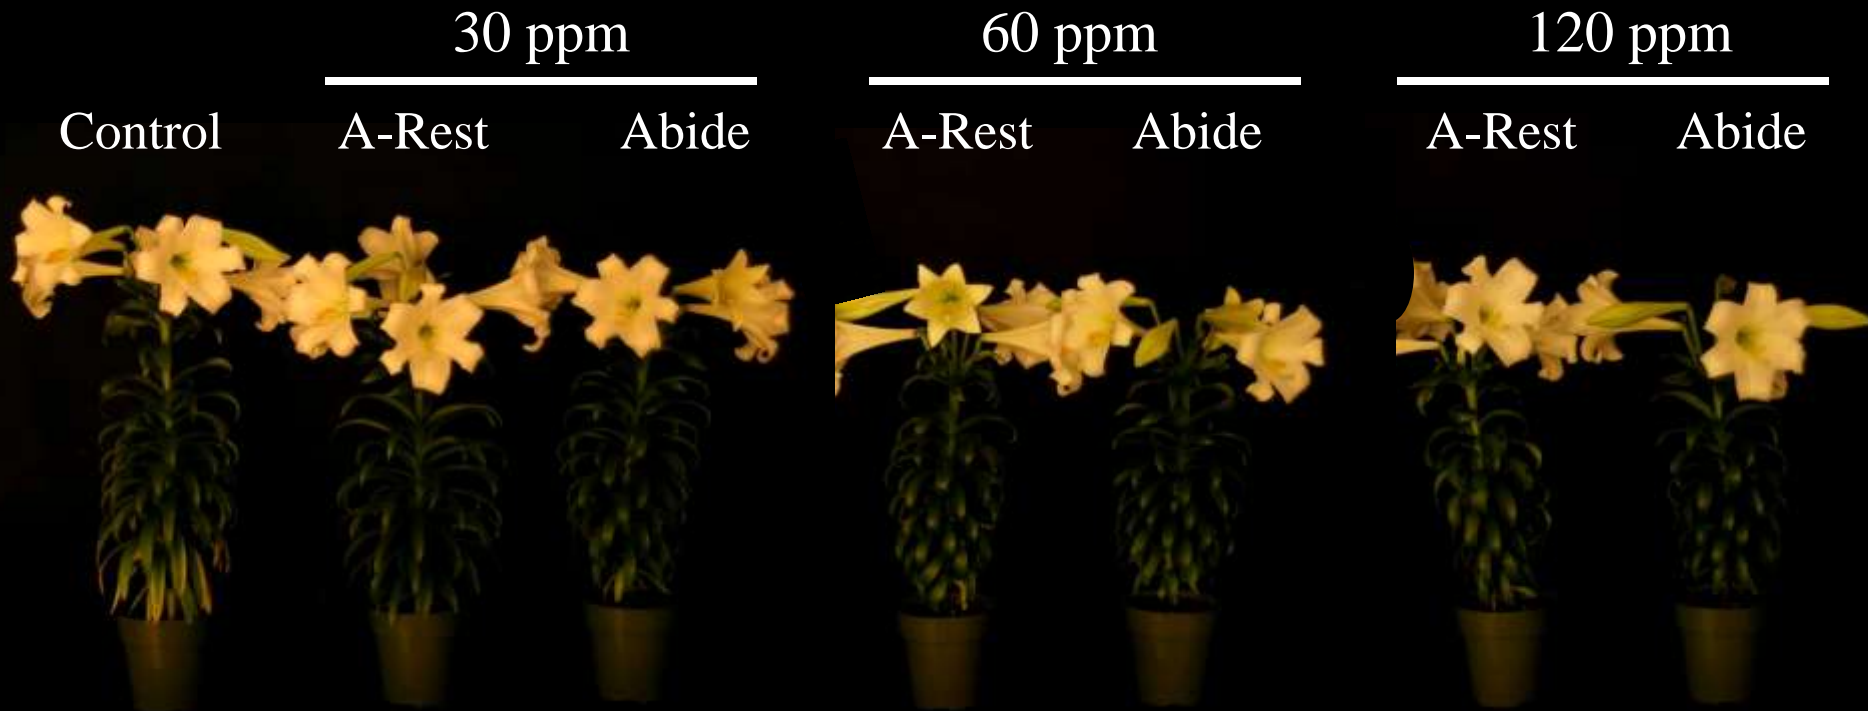 30 ppm 60 ppm 120 ppm
Control A-Rest Abide A-Rest Abide A-Rest Abide